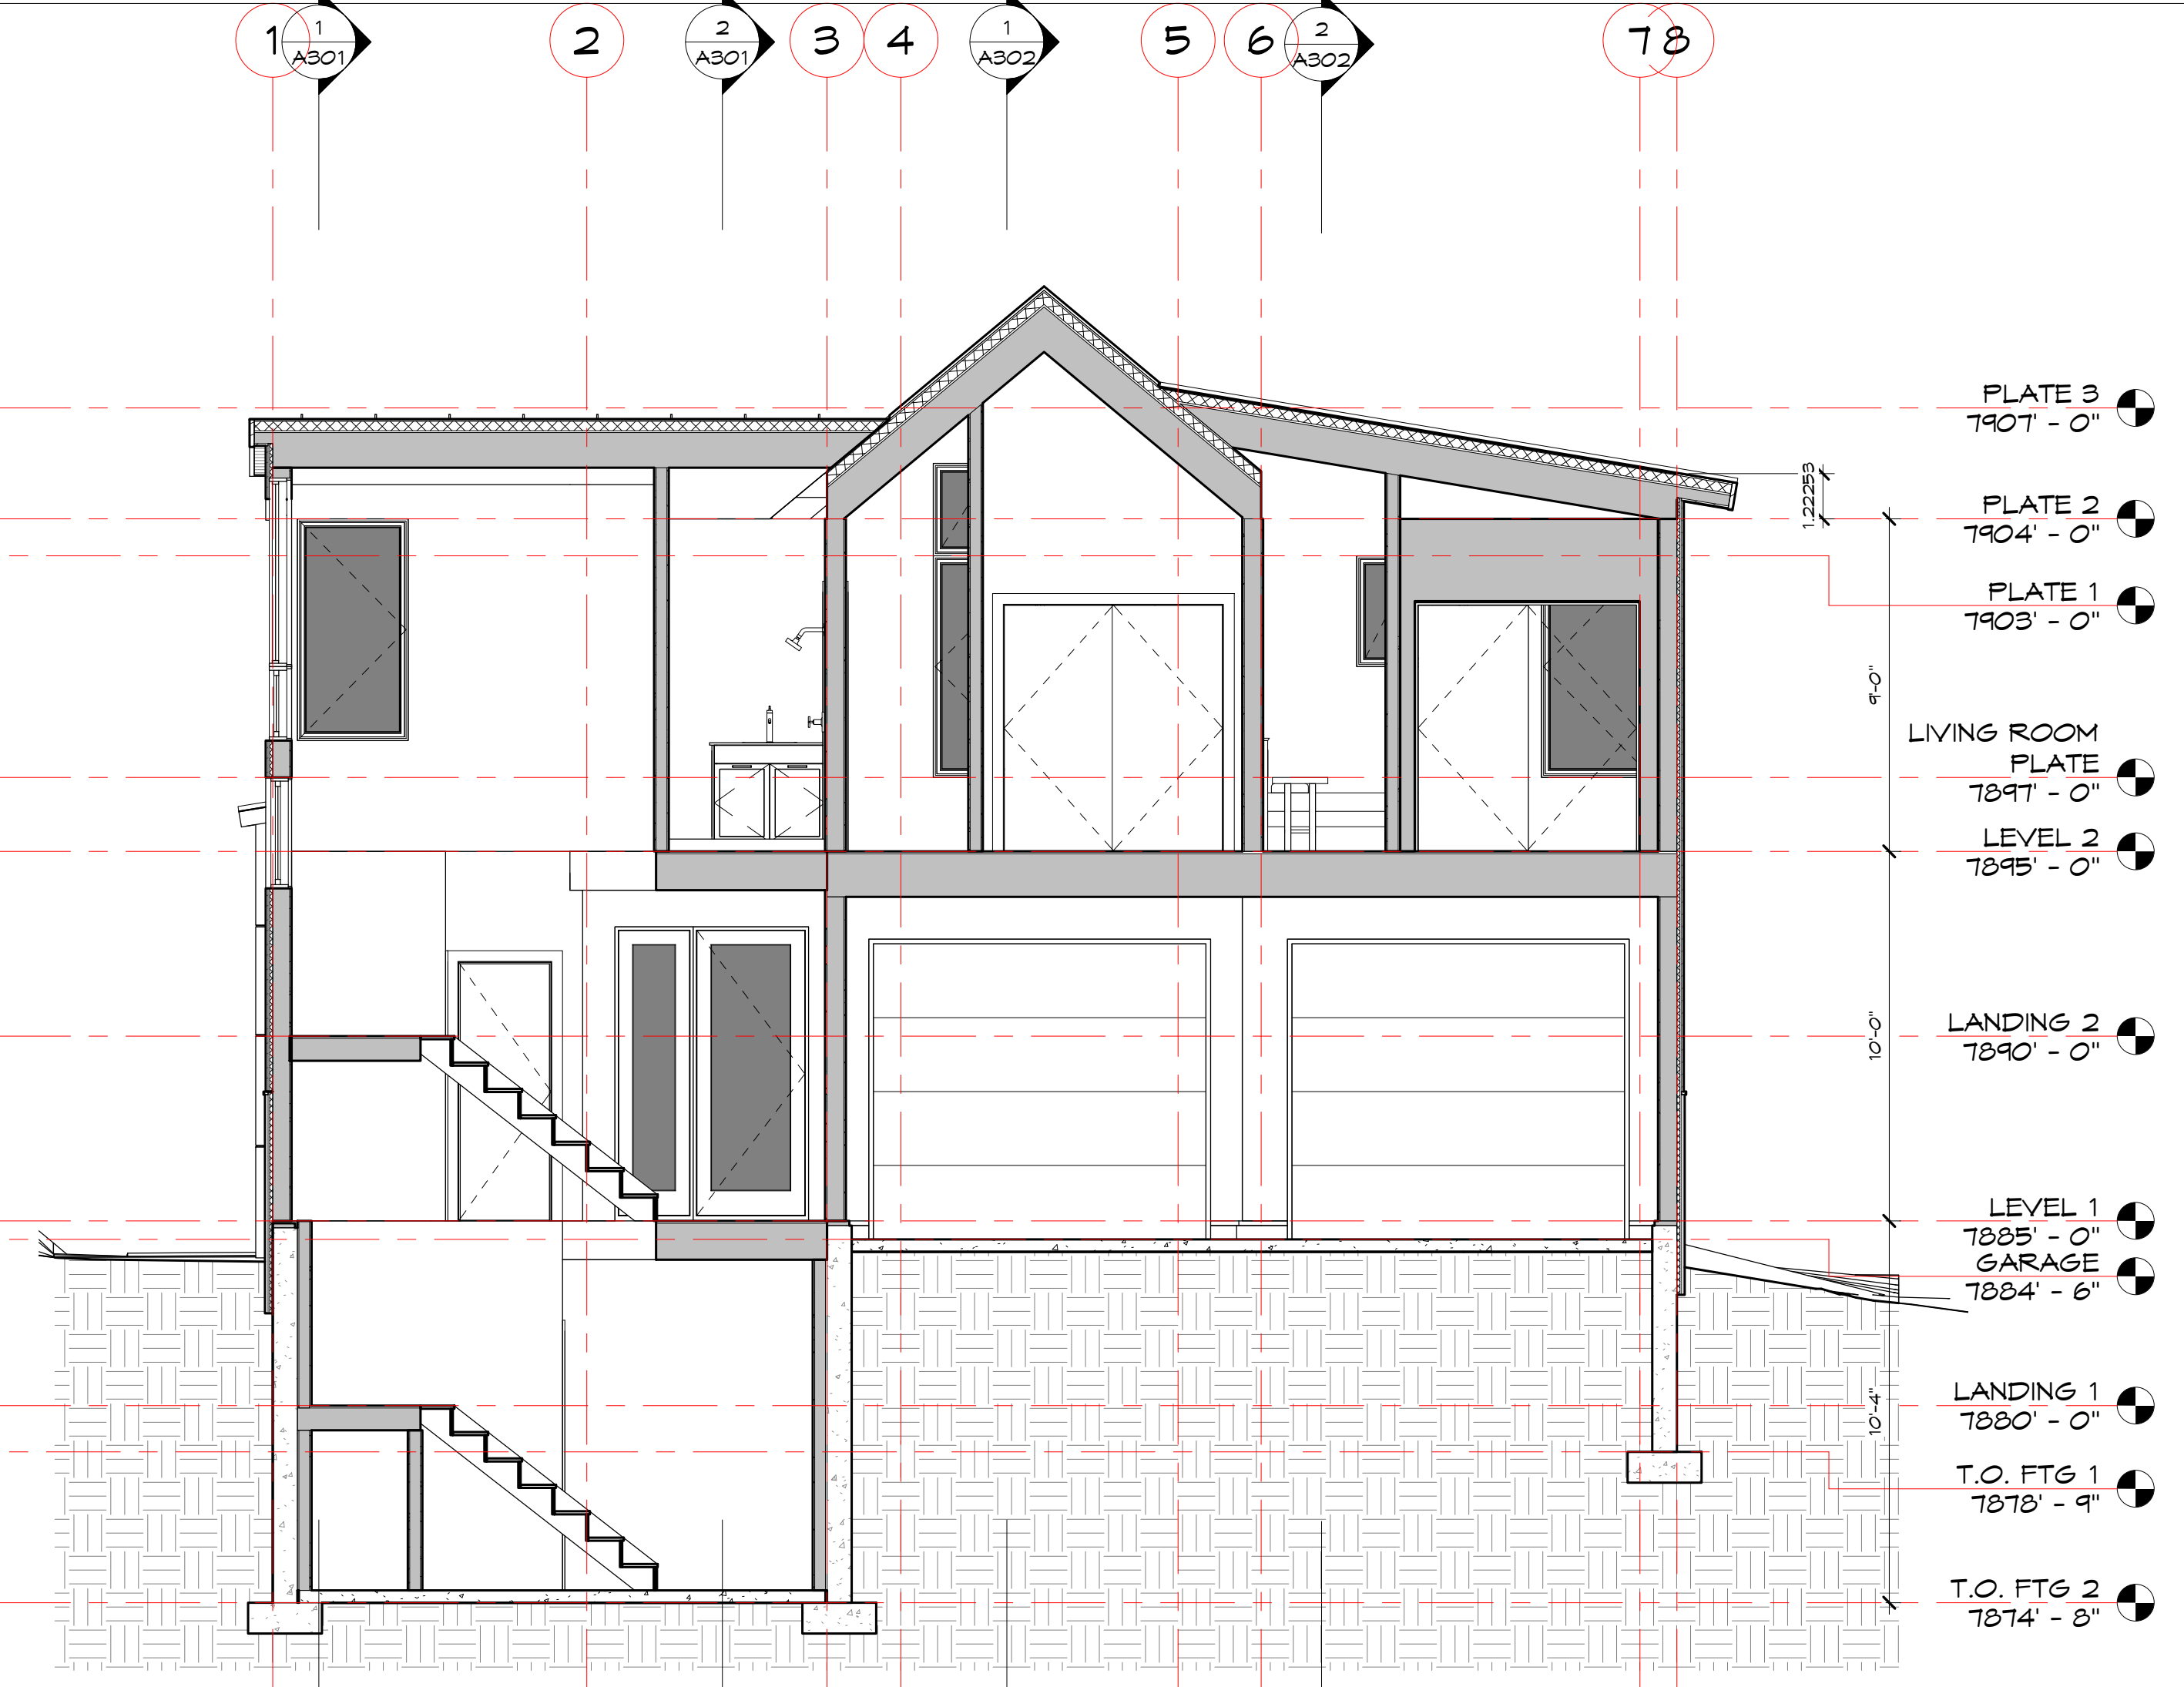 1
1
A301
2
2
A301
3
4
1
A302
5
6
2
A302
7
8
PLATE 3
7907' - 0"
1.22253
PLATE 2
7904' - 0"
PLATE 1
7903' - 0"
9'-0"
LIVING ROOM
PLATE
7897' - 0"
LEVEL 2
7895' - 0"
10'-0"
LANDING 2
7890' - 0"
LEVEL 1
7885' - 0"
GARAGE
7884' - 6"
10'-4"
LANDING 1
7880' - 0"
T.O. FTG 1
7878' - 9"
T.O. FTG 2
7874' - 8"